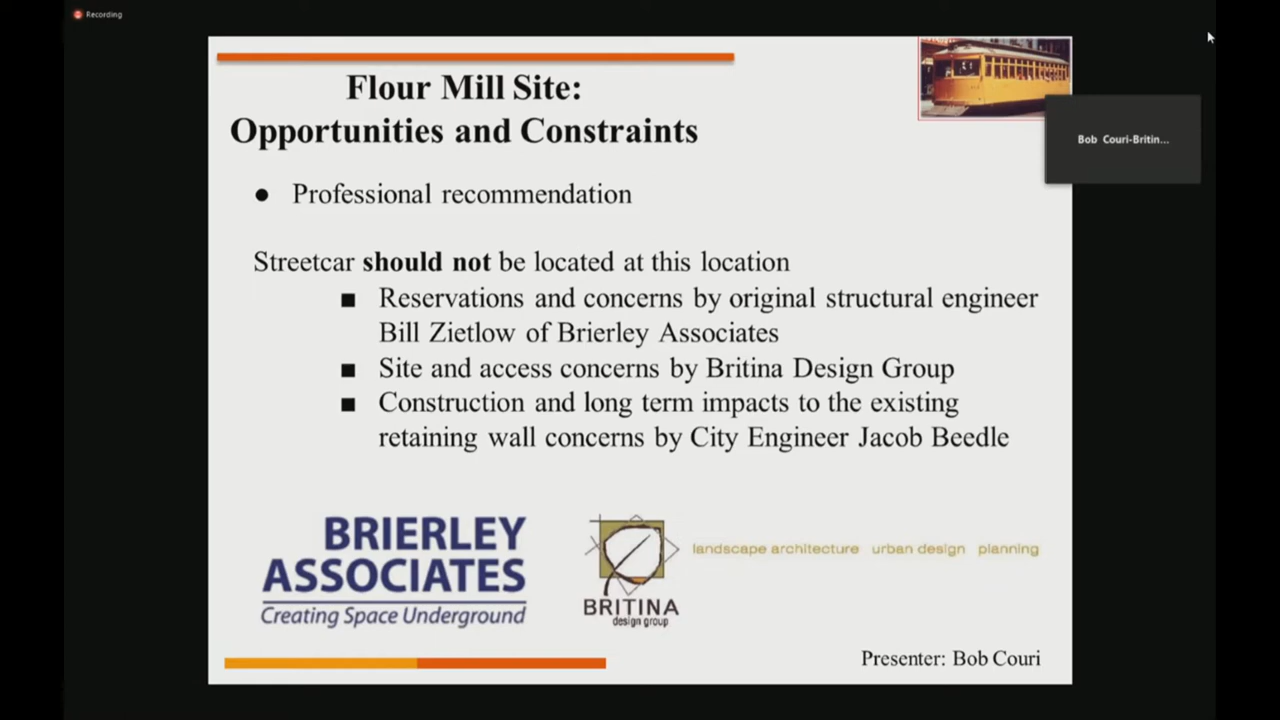 Recording
Flour Mill Site:
Opportunities and Constraints
Bob Couri-Britin...
● Professional recommendation
Streetcar should not be located at this location
■ Reservations and concerns by original structural engineer
Bill Zietlow of Brierley Associates
■ Site and access concerns by Britina Design Group
■ Construction and long term impacts to the existing
retaining wall concerns by City Engineer Jacob Beedle
BRIERLEY
ASSOCIATES
Creating Space Underground
BRITINA
design group
landscape architecture urban design planning
Presenter: Bob Couri